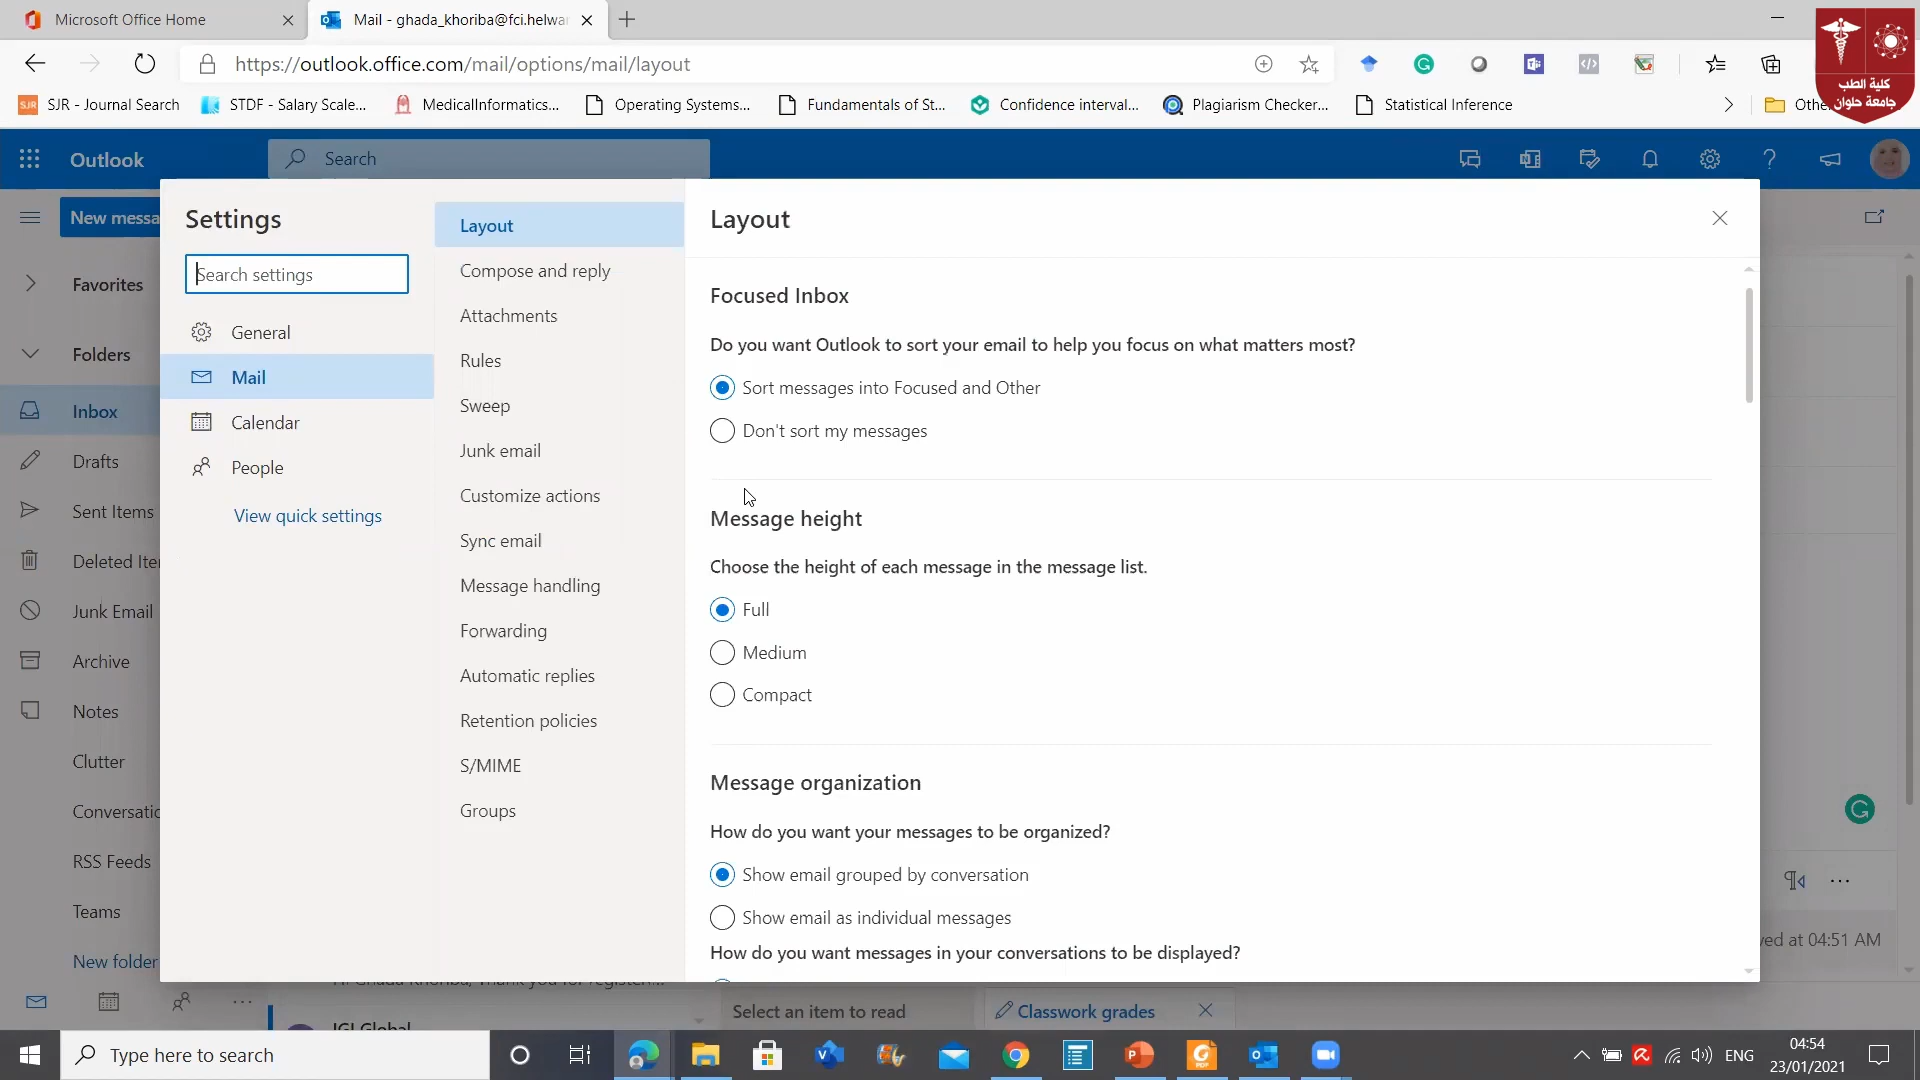 Microsoft Office Home
Mail - ghada_khoriba@fci.helwa
https://outlook.office.com/mail/options/mail/layout
SJR
SJR - Journal Search
STDF - Salary Scale...
MedicalInformatics...
Operating Systems...
Fundamentals of St...
Confidence interval...
Plagiarism Checker...
Statistical Inference
Othe
كلية الطب
جامعة حلوان
Outlook
Search
New messa
Favorites
Folders
Inbox
Drafts
Sent Items
Deleted Ite
Junk Email
Archive
Notes
Clutter
Conversatio
RSS Feeds
Teams
New folder
Settings
Search settings
General
Mail
Calendar
People
View quick settings
Layout
Compose and reply
Attachments
Rules
Sweep
Junk email
Customize actions
Sync email
Message handling
Forwarding
Automatic replies
Retention policies
S/MIME
Groups
Layout
Focused Inbox
Do you want Outlook to sort your email to help you focus on what matters most?
Sort messages into Focused and Other
Don't sort my messages
Message height
Choose the height of each message in the message list.
Full
Medium
Compact
Message organization
How do you want your messages to be organized?
Show email grouped by conversation
Show email as individual messages
How do you want messages in your conversations to be displayed?
ved at 04:51 AM
Hi Ghada Khoriba, Thank you for register...
IGI Global
Select an item to read
Classwork grades
Type here to search
ENG
04:54
23/01/2021